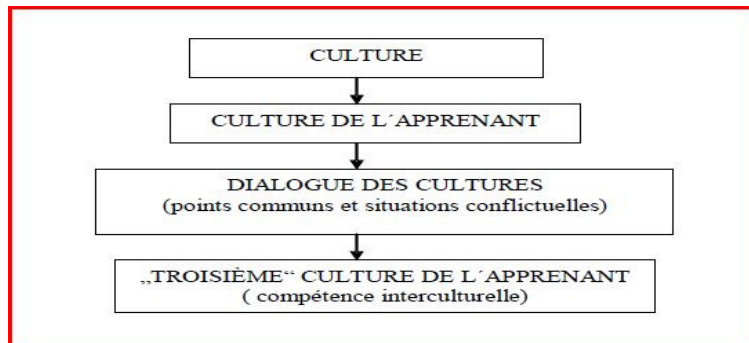 CULTURE
CULTURE DE L´APPRENANT
DIALOGUE DES CULTURES
(points communs et situations conflictuelles)
„TROISIÈME“ CULTURE DE L´APPRENANT
( compétence interculturelle)